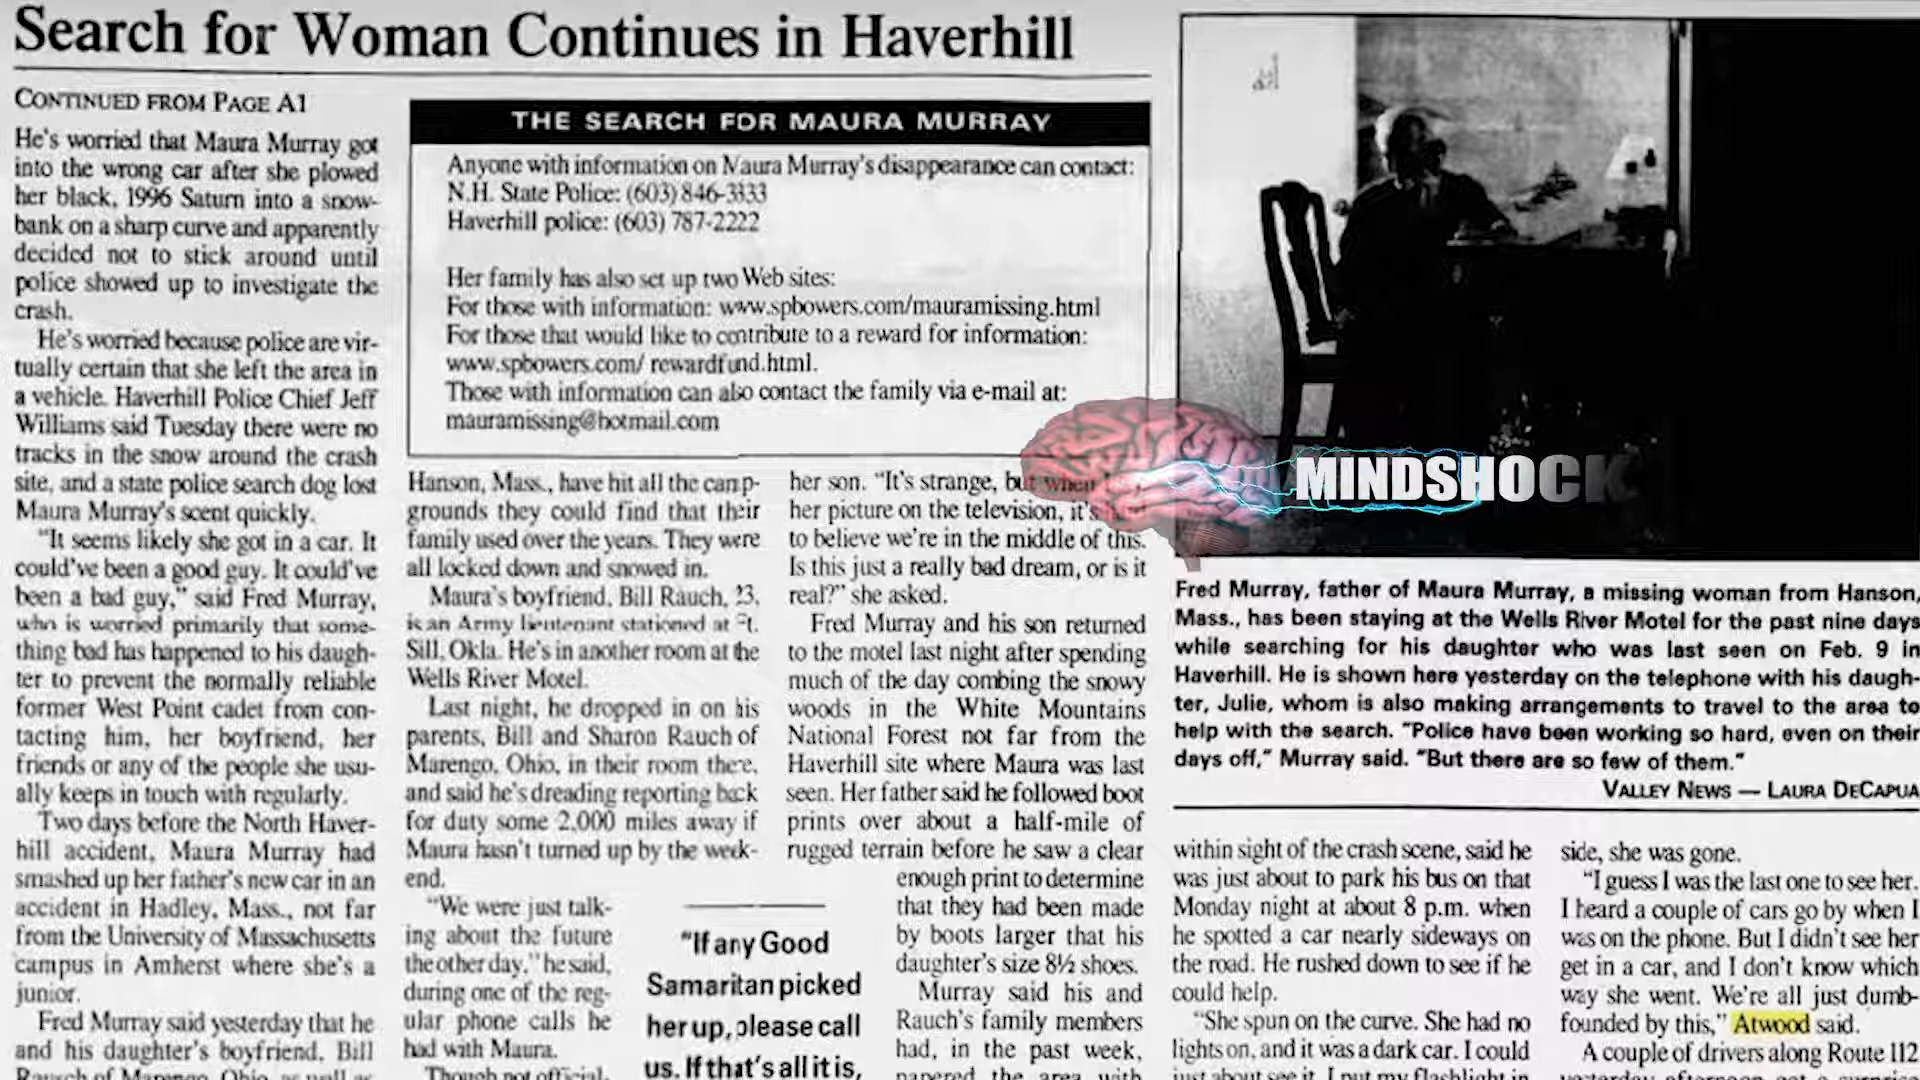 Search for Woman Continues in Haverhill
CONTINUED FROM PAGE A1
He's worried that Maura Murray got
into the wrong car after she plowed
her black, 1996 Saturn into a snow-
bank on a sharp curve and apparently
decided not to stick around until
police showed up to investigate the
crash.
He's worried because police are vir-
tually certain that she left the area in
a vehicle. Haverhill Police Chief Jeff
Williams said Tuesday there were no
tracks in the snow around the crash
site, and a state police search dog lost
Maura Murray's scent quickly.
"It seems likely she got in a car. It
could've been a good guy. It could've
been a bad guy," said Fred Murray,
who is worried primarily that some-
thing bad has happened to his daugh-
ter to prevent the normally reliable
former West Point cadet from con-
tacting him, her boyfriend, her
friends or any of the people she usu-
ally keeps in touch with regularly.
Two days before the North Haver-
hill accident, Maura Murray had
smashed up her father's new car in an
accident in Hadley, Mass., not far
from the University of Massachusetts
campus in Amherst where she's a
junior.
Fred Murray said yesterday that he
and his daughter's boyfriend, Bill
Rausch of Marengo, Ohio, as well as
THE SEARCH FOR MAURA MURRAY
Anyone with information on Maura Murray's disappearance can contact:
N.H. State Police: (603) 846-3333
Haverhill police: (603) 787-2222
Her family has also set up two Web sites:
For those with information: www.spbowers.com/mauramissing.html
For those that would like to contribute to a reward for information:
www.spbowers.com/ rewardfund.html.
Those with information can also contact the family via e-mail at:
mauramissing@hotmail.com
Hanson, Mass., have hit all the camp-
grounds they could find that their
family used over the years. They were
all locked down and snowed in.
Maura's boyfriend, Bill Rauch, 23,
is an Army lieutenant stationed at Ft.
Sill, Okla. He's in another room at the
Wells River Motel.
Last night, he dropped in on his
parents, Bill and Sharon Rauch of
Marengo, Ohio, in their room there,
and said he's dreading reporting back
for duty some 2,000 miles away if
Maura hasn't turned up by the week-
end.
"We were just talk-
ing about the future
the other day," he said,
during one of the reg-
ular phone calls he
had with Maura.
Though not official,
"If any Good
Samaritan picked
her up, please call
us. If that's all it is,
her son. "It's strange, but when
her picture on the television, it's
to believe we're in the middle of this.
Is this just a really bad dream, or is it
real?" she asked.
Fred Murray and his son returned
to the motel last night after spending
much of the day combing the snowy
woods in the White Mountains
National Forest not far from the
Haverhill site where Maura was last
seen. Her father said he followed boot
prints over about a half-mile of
rugged terrain before he saw a clear
enough print to determine
that they had been made
by boots larger that his
daughter's size 8½ shoes.
Murray said his and
Rauch's family members
had, in the past week,
papered the area with
MINDSHOCK
Fred Murray, father of Maura Murray, a missing woman from Hanson,
Mass., has been staying at the Wells River Motel for the past nine days
while searching for his daughter who was last seen on Feb. 9 in
Haverhill. He is shown here yesterday on the telephone with his daugh-
ter, Julie, whom is also making arrangements to travel to the area to
help with the search. "Police have been working so hard, even on their
days off," Murray said. "But there are so few of them."
VALLEY NEWS — LAURA DECAPUA
within sight of the crash scene, said he
was just about to park his bus on that
Monday night at about 8 p.m. when
he spotted a car nearly sideways on
the road. He rushed down to see if he
could help.
"She spun on the curve. She had no
lights on, and it was a dark car. I could
just about see it. I put my flashlight in
side, she was gone.
"I guess I was the last one to see her.
I heard a couple of cars go by when I
was on the phone. But I didn't see her
get in a car, and I don't know which
way she went. We're all just dumb-
founded by this," Atwood said.
A couple of drivers along Route 112
yesterday afternoon got a surprise